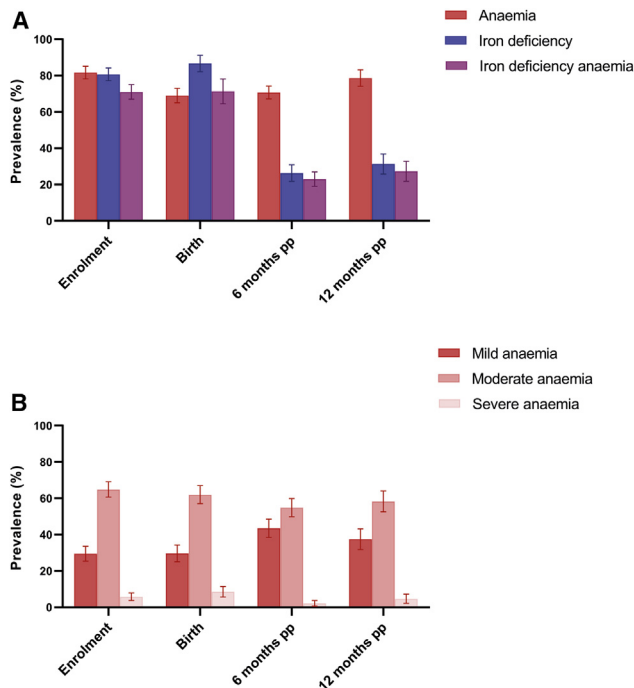 A
Anaemia
Iron deficiency
Iron deficiency anaemia
Prevalence (%)
100
80
60
40
20
0
Enrolment
Birth
6 months pp
12 months pp
B
Mild anaemia
Moderate anaemia
Severe anaemia
Prevalence (%)
100
80
60
40
20
0
Enrolment
Birth
6 months pp
12 months pp